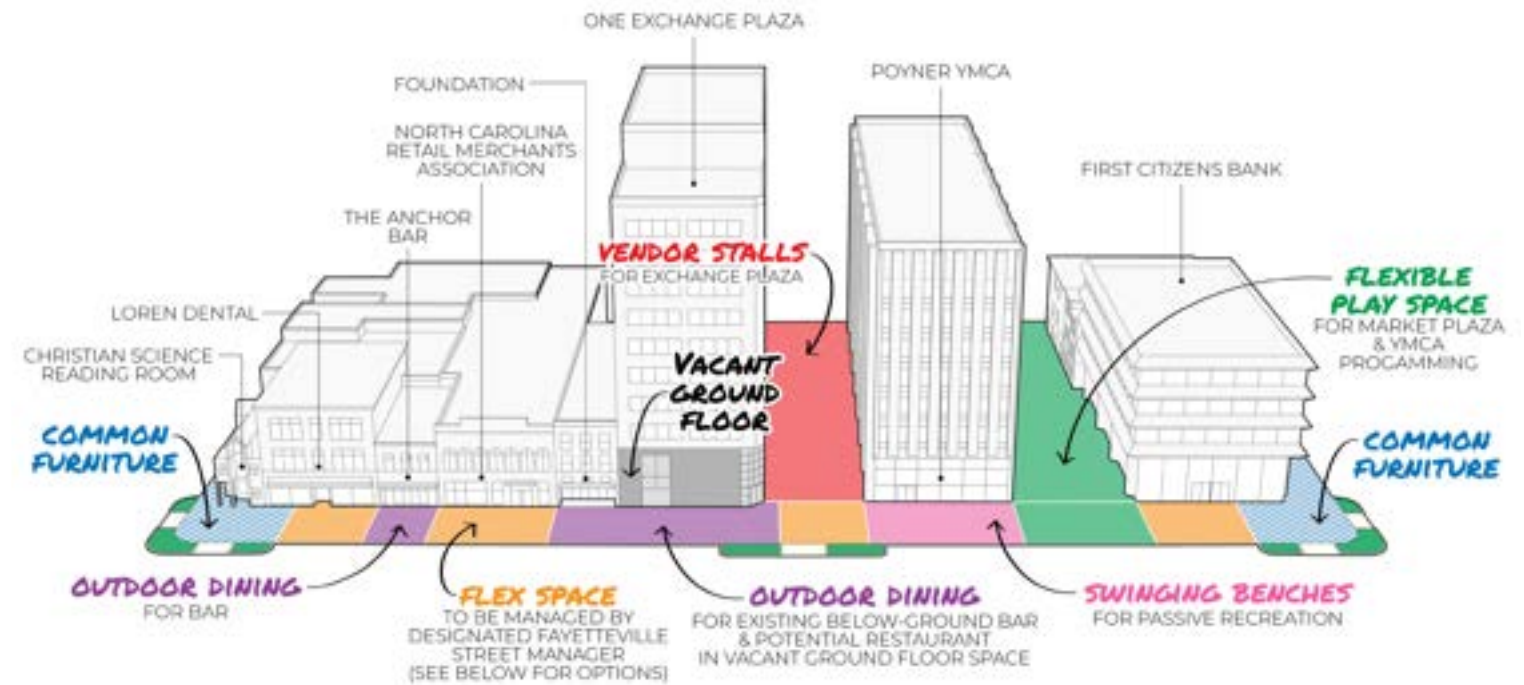 ONE EXCHANGE PLAZA
POYNER YMCA
FOUNDATION
NORTH CAROLINA
RETAIL MERCHANTS
ASSOCIATION
FIRST CITIZENS BANK
THE ANCHOR
BAR
VENDOR STALLS
FOR EXCHANGE PLAZA
FLEXIBLE
PLAY SPACE
FOR MARKET PLAZA
& YMCA
PROGAMMING
LOREN DENTAL
CHRISTIAN SCIENCE
READING ROOM
VACANT
GROUND
FLOOR
COMMON
FURNITURE
COMMON
FURNITURE
OUTDOOR DINING
FOR BAR
FLEX SPACE
TO BE MANAGED BY
DESIGNATED FAYETTEVILLE
STREET MANAGER
(SEE BELOW FOR OPTIONS)
OUTDOOR DINING
FOR EXISTING BELOW-GROUND BAR
& POTENTIAL RESTAURANT
IN VACANT GROUND FLOOR SPACE
SWINGING BENCHES
FOR PASSIVE RECREATION